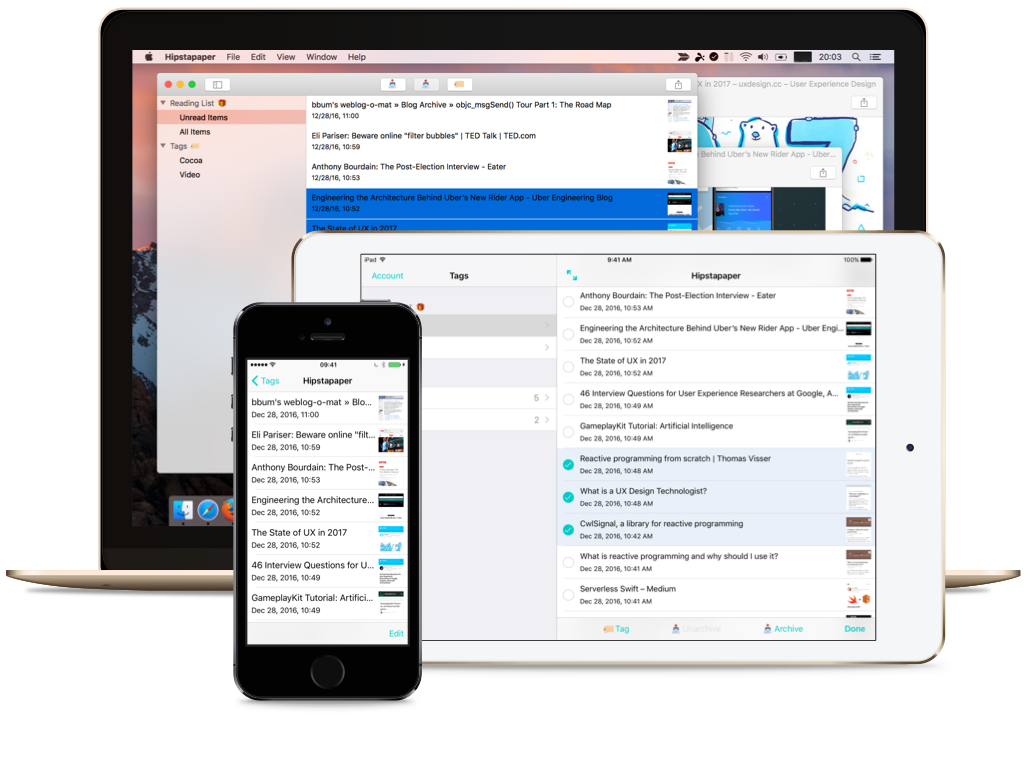 Hipstapaper File Edit View Window Help 20:03
Reading List
Unread Items
All Items
Tags
Cocoa
Video
bbum's weblog-o-mat » Blog Archive » objc_msgSend() Tour Part 1: The Road Map
12/28/16, 11:00
Eli Pariser: Beware online "filter bubbles" | TED Talk | TED.com
12/28/16, 10:59
Anthony Bourdain: The Post-Election Interview - Eater
12/28/16, 10:53
Engineering the Architecture Behind Uber's New Rider App - Uber Engineering Blog
12/28/16, 10:52
The State of UX in 2017
X in 2017 – uxdesign.cc – User Experience Design
Behind Uber's New Rider App - Uber...
iPad 9:41 AM 100%
Account Tags
5
2
Hipstapaper
Anthony Bourdain: The Post-Election Interview - Eater
Dec 28, 2016, 10:53 AM
Engineering the Architecture Behind Uber's New Rider App - Uber Engi...
Dec 28, 2016, 10:52 AM
The State of UX in 2017
Dec 28, 2016, 10:52 AM
46 Interview Questions for User Experience Researchers at Google, A...
Dec 28, 2016, 10:49 AM
GameplayKit Tutorial: Artificial Intelligence
Dec 28, 2016, 10:49 AM
Reactive programming from scratch | Thomas Visser
Dec 28, 2016, 10:48 AM
What is a UX Design Technologist?
Dec 28, 2016, 10:48 AM
CwlSignal, a library for reactive programming
Dec 28, 2016, 10:42 AM
What is reactive programming and why should I use it?
Dec 28, 2016, 10:41 AM
Serverless Swift – Medium
Dec 28, 2016, 10:41 AM
Tag Unarchive Archive Done
09:41
Tags Hipstapaper
bbum's weblog-o-mat » Blo...
Dec 28, 2016, 11:00
Eli Pariser: Beware online "filt...
Dec 28, 2016, 10:59
Anthony Bourdain: The Post-...
Dec 28, 2016, 10:53
Engineering the Architecture...
Dec 28, 2016, 10:52
The State of UX in 2017
Dec 28, 2016, 10:52
46 Interview Questions for U...
Dec 28, 2016, 10:49
GameplayKit Tutorial: Artifici...
Dec 28, 2016, 10:49
Edit